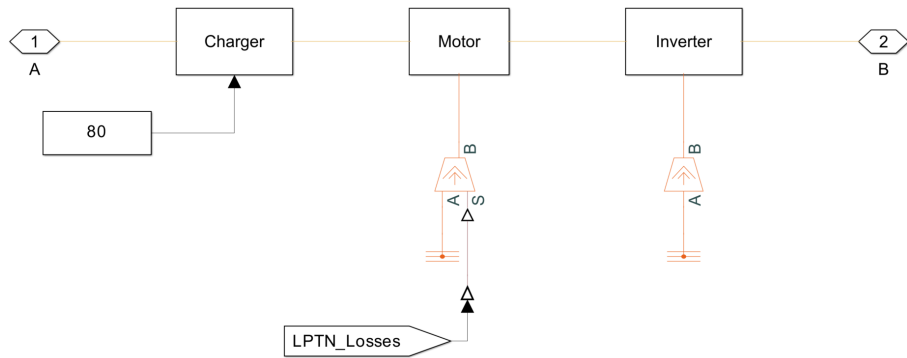 1
A
Charger
Motor
Inverter
2
B
80
B
B
A
S
A
LPTN_Losses